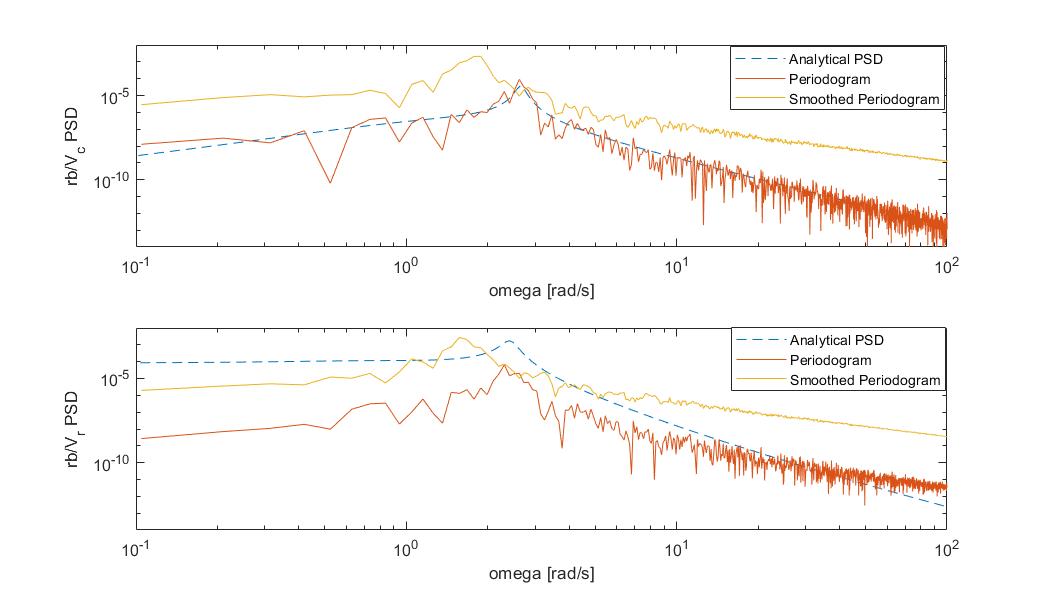 rb/V_c PSD
10^-5
10^-10
Analytical PSD
Periodogram
Smoothed Periodogram
10^-1 10^0 10^1 10^2
omega [rad/s]
rb/V_r PSD
10^-5
10^-10
Analytical PSD
Periodogram
Smoothed Periodogram
10^-1 10^0 10^1 10^2
omega [rad/s]